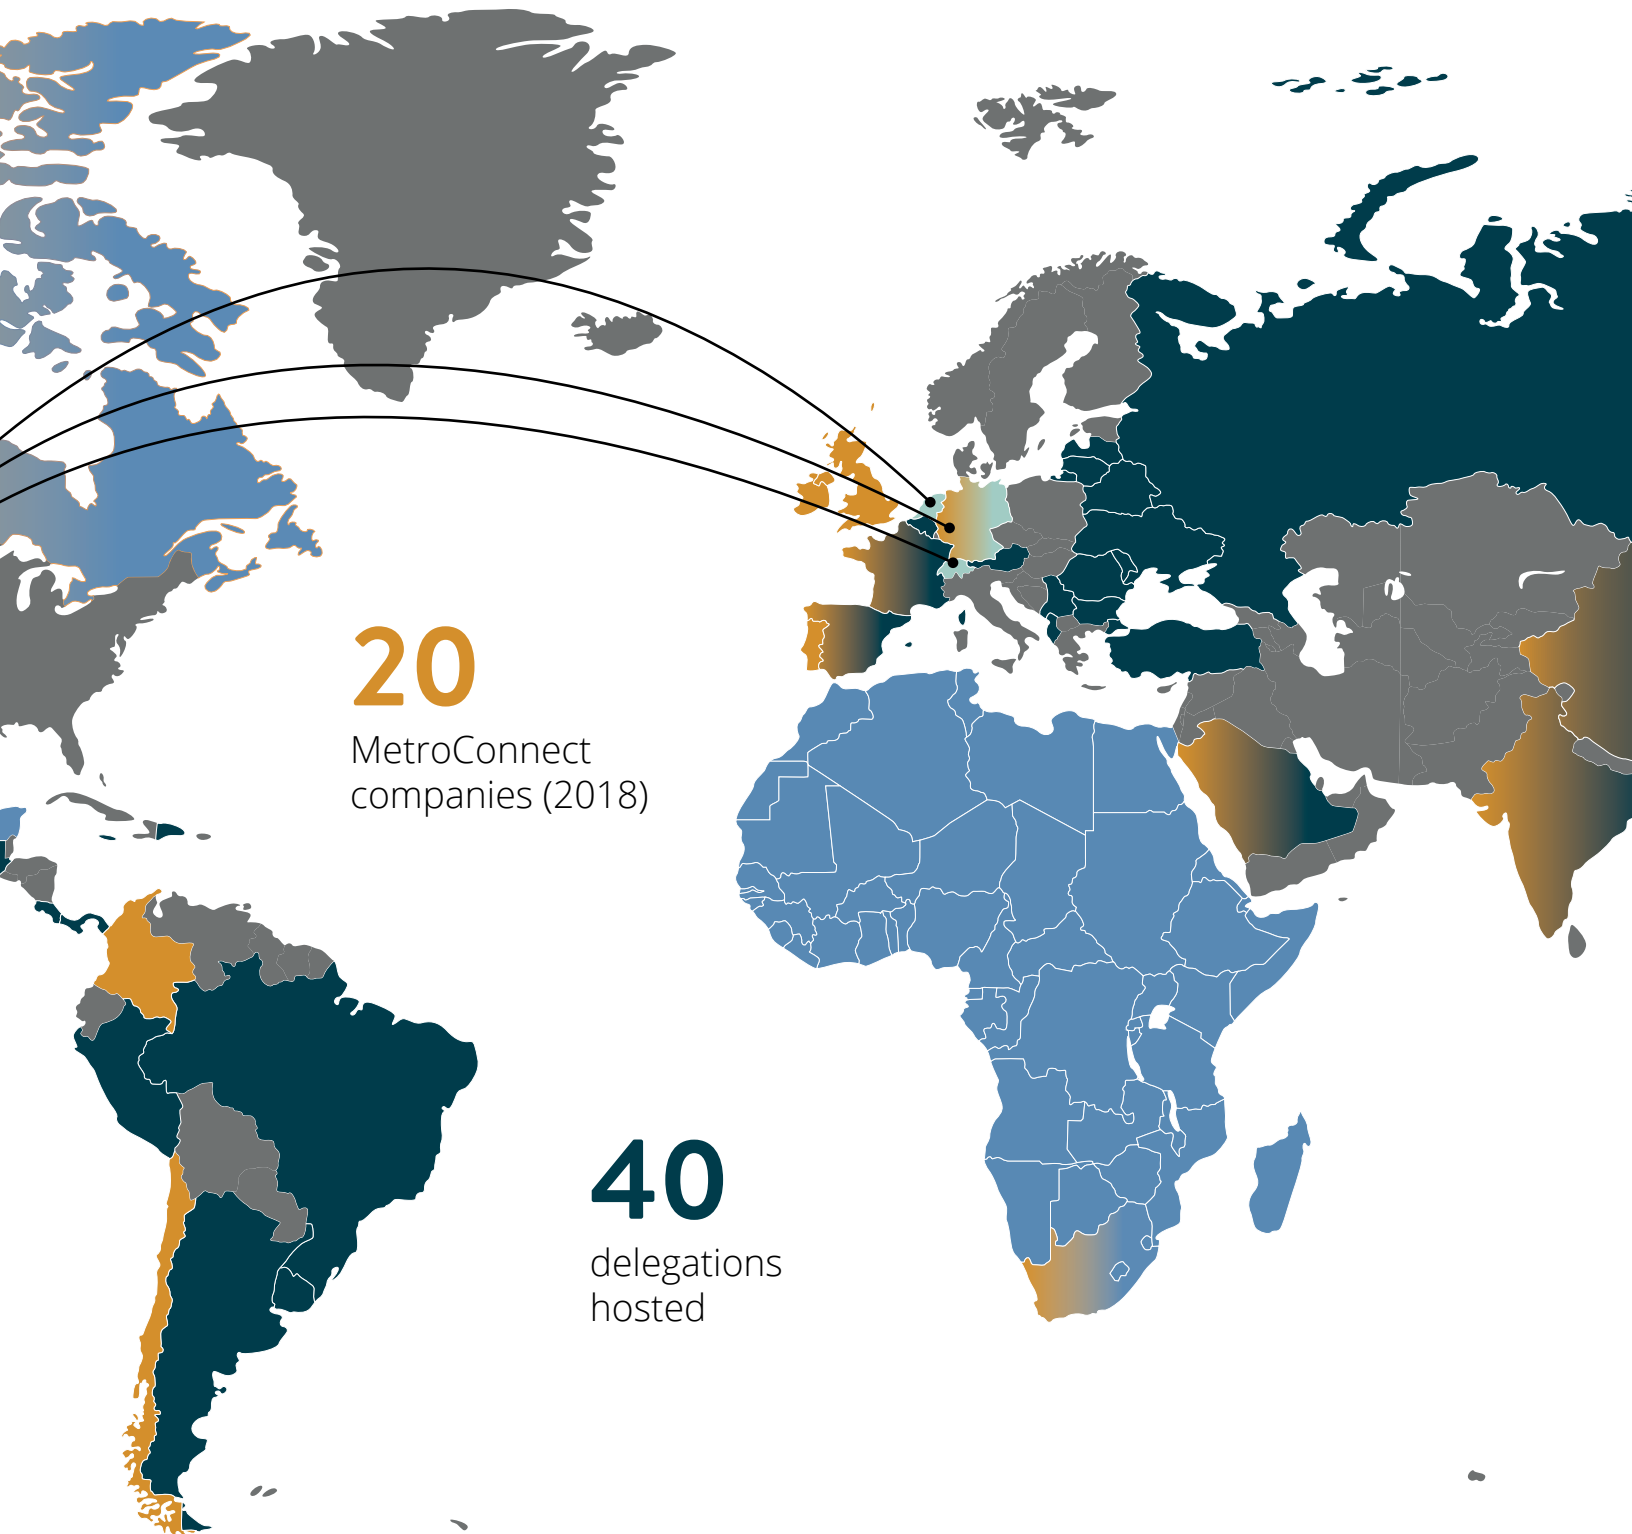 20
MetroConnect
companies (2018)
40
delegations
hosted